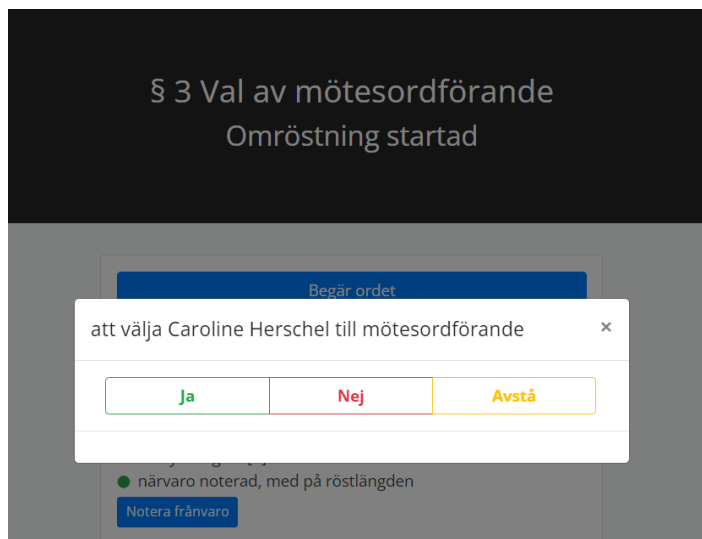 § 3 Val av mötesordförande
Omröstning startad
Begär ordet
att välja Caroline Herschel till mötesordförande ×
Ja Nej Avstå
närvaro noterad, med på röstlängden
Notera frånvaro